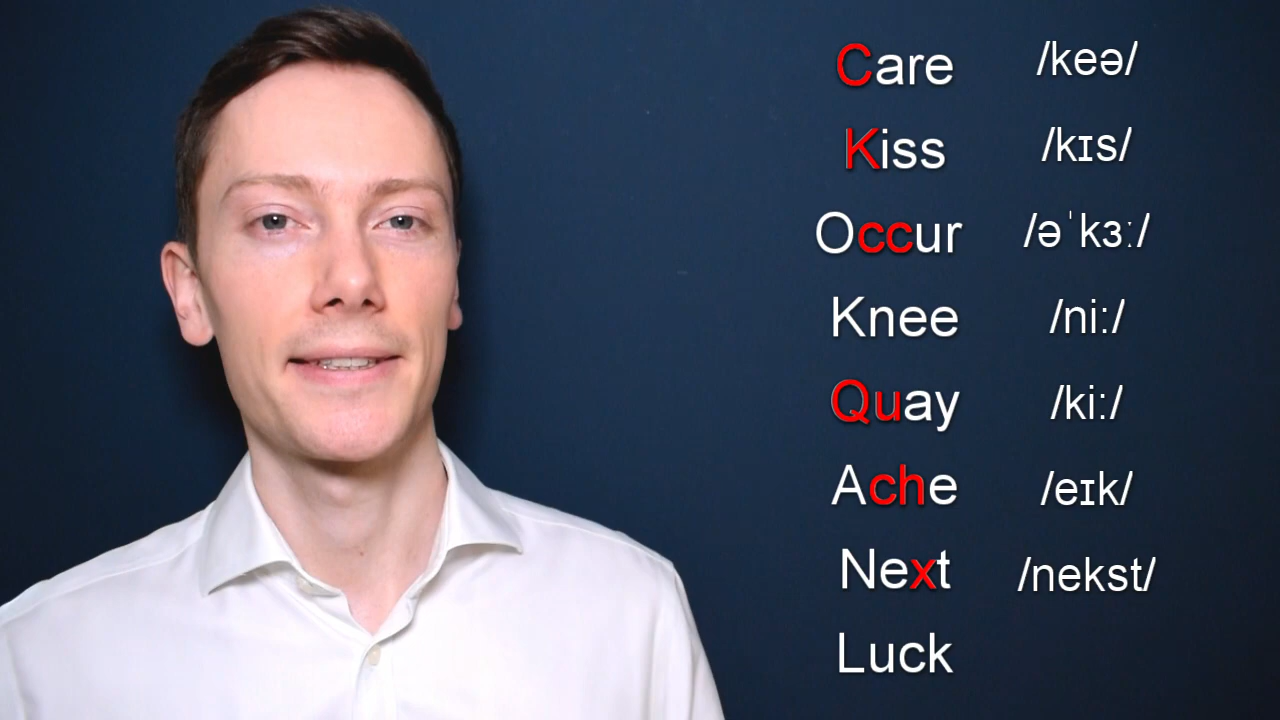 Care /keə/
Kiss /kɪs/
Occur /əˈkɜː/
Knee /niː/
Quay /kiː/
Ache /eɪk/
Next /nekst/
Luck